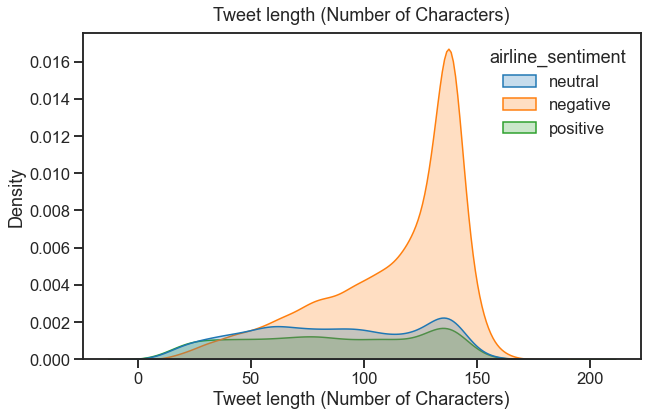 Tweet length (Number of Characters)
airline_sentiment
neutral
negative
positive
Density
0.016
0.014
0.012
0.010
0.008
0.006
0.004
0.002
0.000
0 50 100 150 200
Tweet length (Number of Characters)